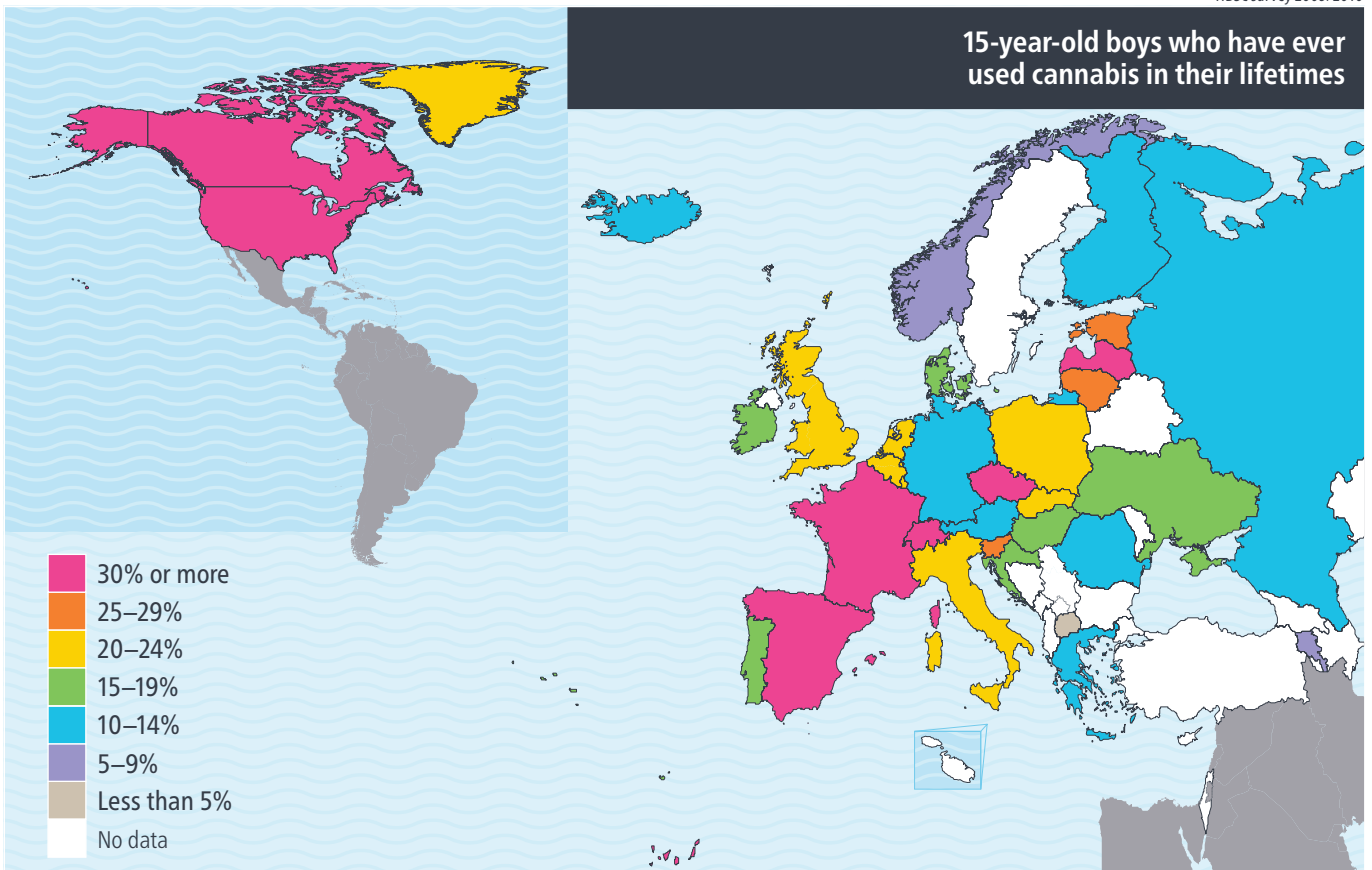 15-year-old boys who have ever
used cannabis in their lifetimes
30% or more
25–29%
20–24%
15–19%
10–14%
5–9%
Less than 5%
No data